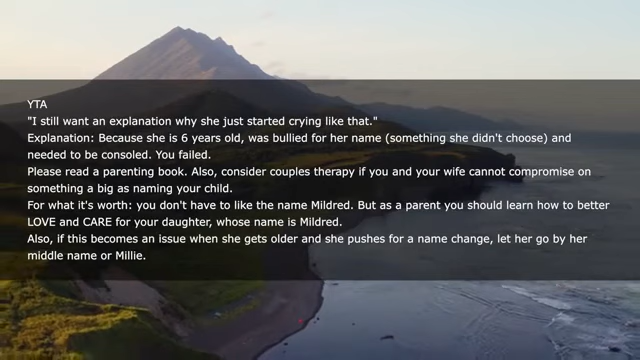 YTA
"I still want an explanation why she just started crying like that."
Explanation: Because she is 6 years old, was bullied for her name (something she didn't choose) and
needed to be consoled. You failed.
Please read a parenting book. Also, consider couples therapy if you and your wife cannot compromise on
something a big as naming your child.
For what it's worth: you don't have to like the name Mildred. But as a parent you should learn how to better
LOVE and CARE for your daughter, whose name is Mildred.
Also, if this becomes an issue when she gets older and she pushes for a name change, let her go by her
middle name or Millie.